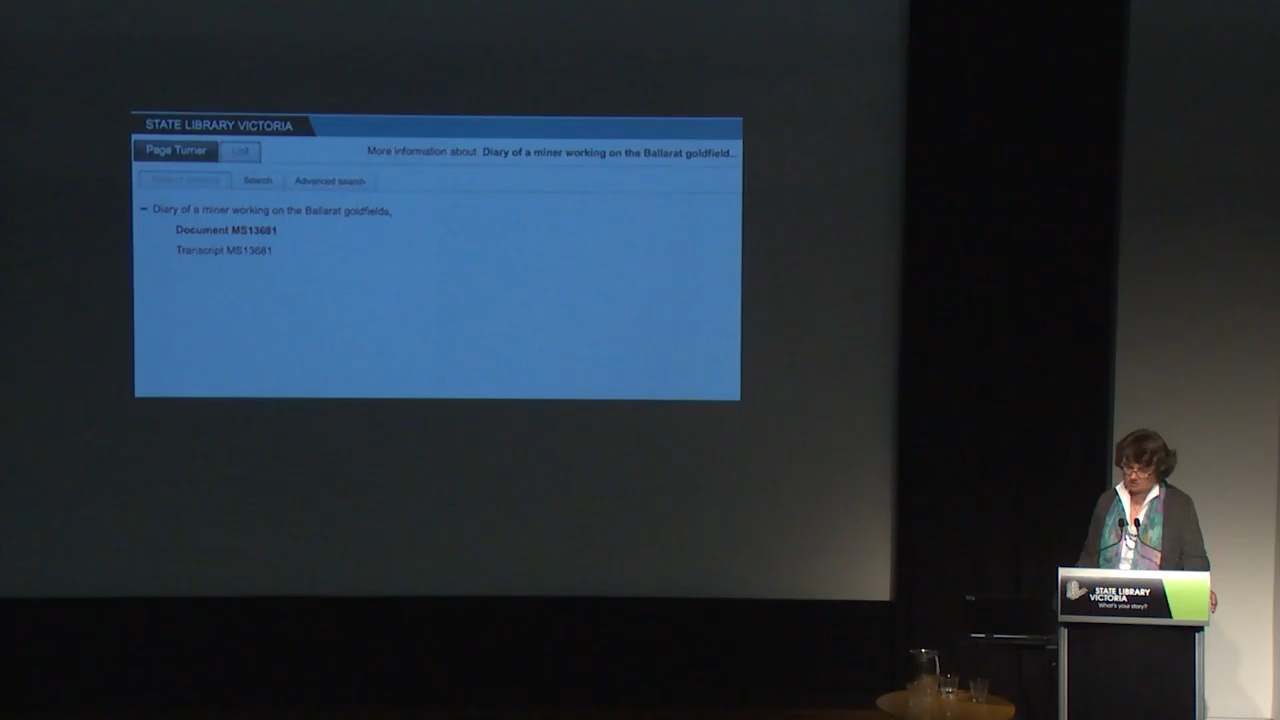 STATE LIBRARY VICTORIA
Page Turner List More information about Diary of a miner working on the Ballarat goldfield...
Search Advanced search
− Diary of a miner working on the Ballarat goldfields,
Document MS13681
Transcript MS13681
STATE LIBRARY
VICTORIA
What's your story?